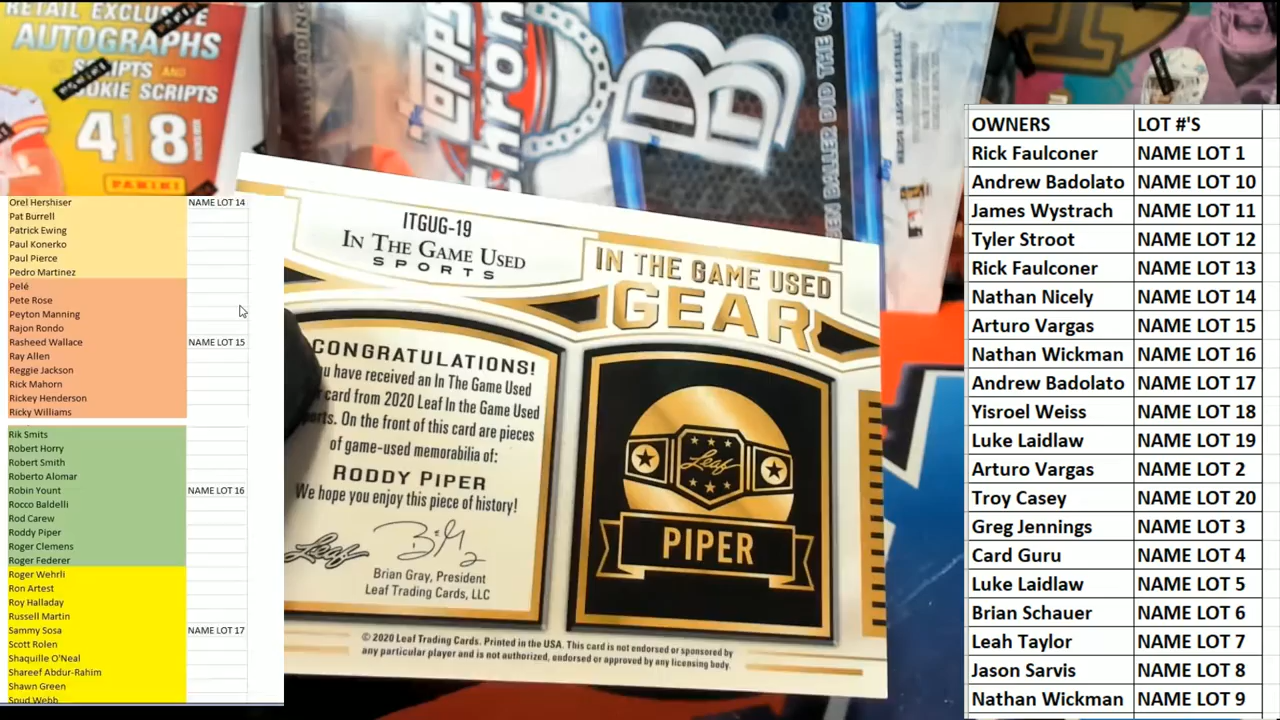 RETAIL EXCLUSIVE
AUTOGRAPHS
SCRIPTS AND
ROOKIE SCRIPTS
4 8
PANINI
Topps
Chrom
BB
BEN BALLER DID THE CA
Orel Hershiser NAME LOT 14
Pat Burrell
Patrick Ewing
Paul Konerko
Paul Pierce
Pedro Martinez
Pelé
Pete Rose
Peyton Manning
Rajon Rondo
Rasheed Wallace NAME LOT 15
Ray Allen
Reggie Jackson
Rick Mahorn
Rickey Henderson
Ricky Williams
Rik Smits
Robert Horry
Robert Smith
Roberto Alomar
Robin Yount NAME LOT 16
Rocco Baldelli
Rod Carew
Roddy Piper
Roger Clemens
Roger Federer
Roger Wehrli
Ron Artest
Roy Halladay
Russell Martin
Sammy Sosa NAME LOT 17
Scott Rolen
Shaquille O'Neal
Shareef Abdur-Rahim
Shawn Green
Spud Webb
ITGUG-19
IN THE GAME USED
SPORTS
IN THE GAME USED
GEAR
CONGRATULATIONS!
u have received an In The Game Used
card from 2020 Leaf In the Game Used
orts. On the front of this card are pieces
of game-used memorabilia of:
RODDY PIPER
We hope you enjoy this piece of history!
Leaf
Brian Gray, President
Leaf Trading Cards, LLC
Leaf
PIPER
© 2020 Leaf Trading Cards. Printed in the USA. This card is not endorsed or sponsored by
any particular player and is not authorized, endorsed or approved by any licensing body.
OWNERS LOT #'S
Rick Faulconer NAME LOT 1
Andrew Badolato NAME LOT 10
James Wystrach NAME LOT 11
Tyler Stroot NAME LOT 12
Rick Faulconer NAME LOT 13
Nathan Nicely NAME LOT 14
Arturo Vargas NAME LOT 15
Nathan Wickman NAME LOT 16
Andrew Badolato NAME LOT 17
Yisroel Weiss NAME LOT 18
Luke Laidlaw NAME LOT 19
Arturo Vargas NAME LOT 2
Troy Casey NAME LOT 20
Greg Jennings NAME LOT 3
Card Guru NAME LOT 4
Luke Laidlaw NAME LOT 5
Brian Schauer NAME LOT 6
Leah Taylor NAME LOT 7
Jason Sarvis NAME LOT 8
Nathan Wickman NAME LOT 9